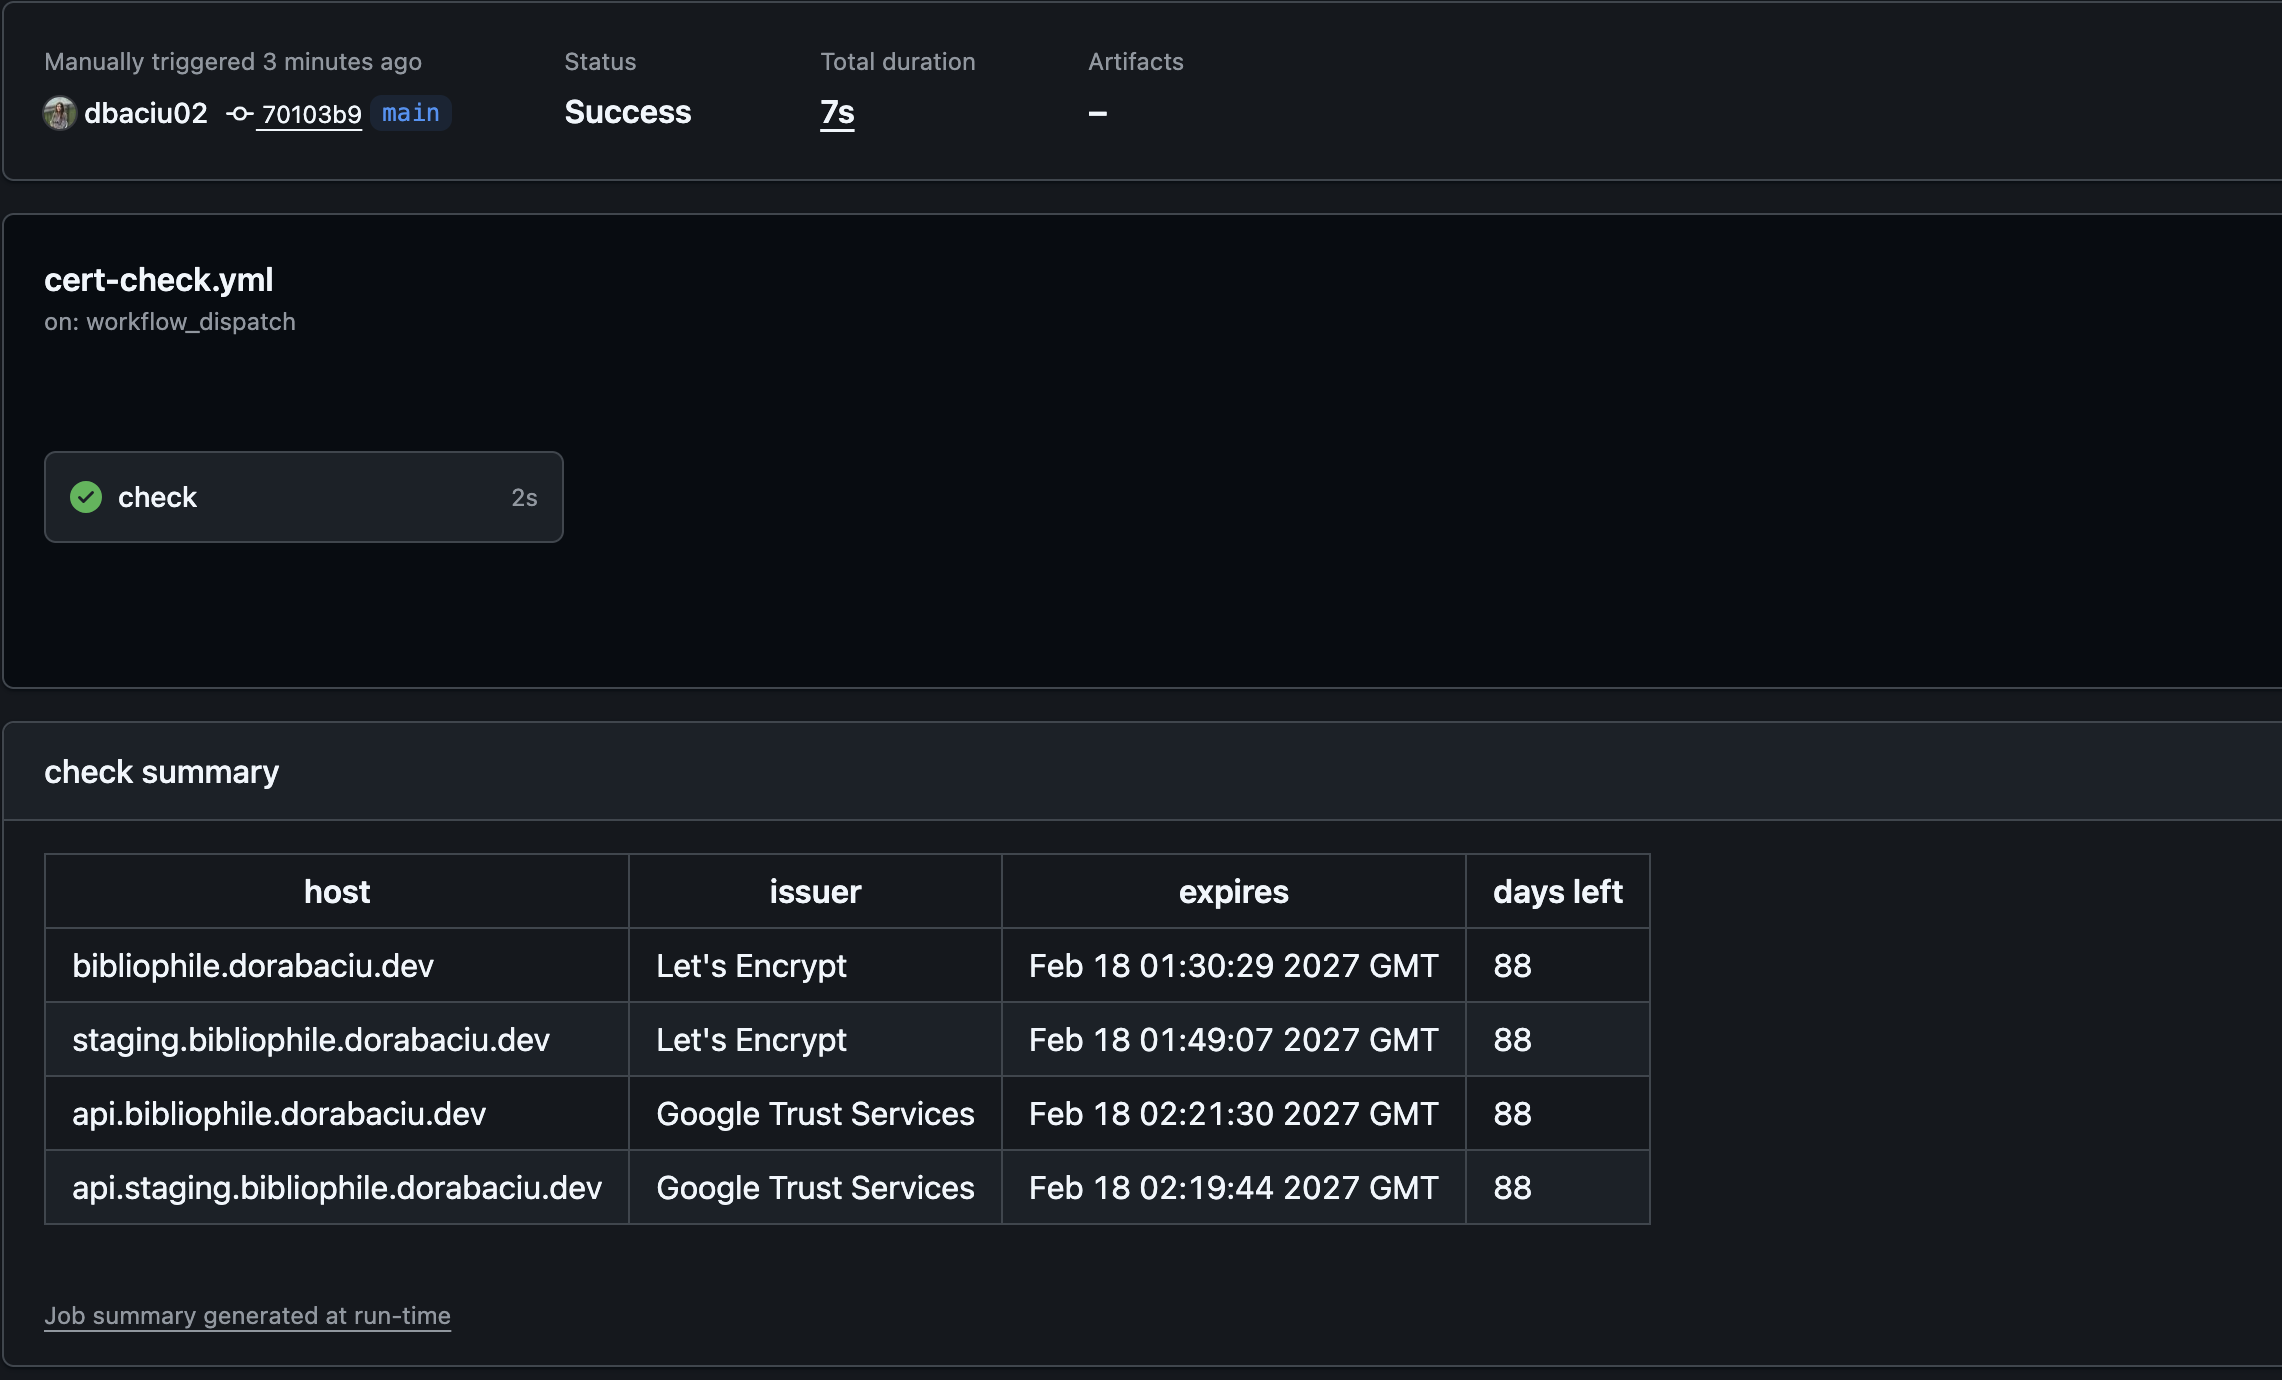 Manually triggered 3 minutes ago
dbaciu02 70103b9 main
Status
Success
Total duration
7s
Artifacts
–
cert-check.yml
on: workflow_dispatch
check 2s
check summary
host issuer expires days left
bibliophile.dorabaciu.dev Let's Encrypt Feb 18 01:30:29 2027 GMT 88
staging.bibliophile.dorabaciu.dev Let's Encrypt Feb 18 01:49:07 2027 GMT 88
api.bibliophile.dorabaciu.dev Google Trust Services Feb 18 02:21:30 2027 GMT 88
api.staging.bibliophile.dorabaciu.dev Google Trust Services Feb 18 02:19:44 2027 GMT 88
Job summary generated at run-time